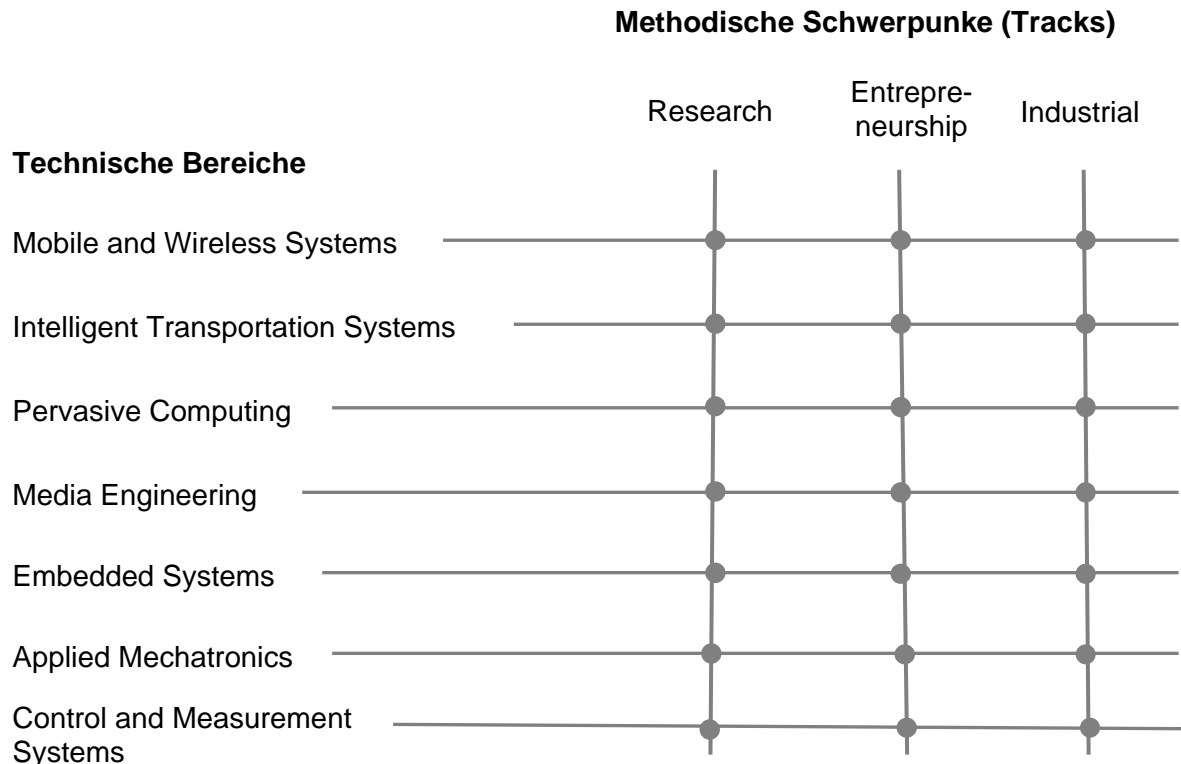 Methodische Schwerpunke (Tracks)
Research
Entrepre-
neurship
Industrial
Technische Bereiche
Mobile and Wireless Systems
Intelligent Transportation Systems
Pervasive Computing
Media Engineering
Embedded Systems
Applied Mechatronics
Control and Measurement
Systems